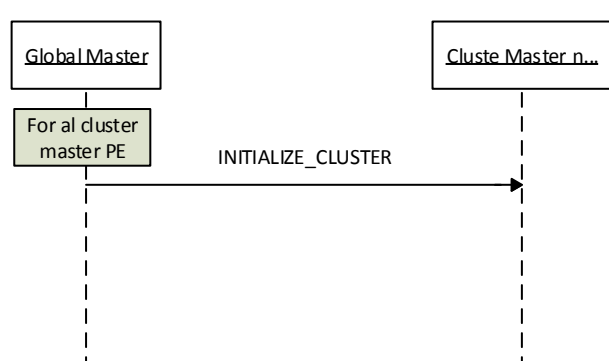 Global Master
Cluste Master n...
For al cluster
master PE
INITIALIZE_CLUSTER